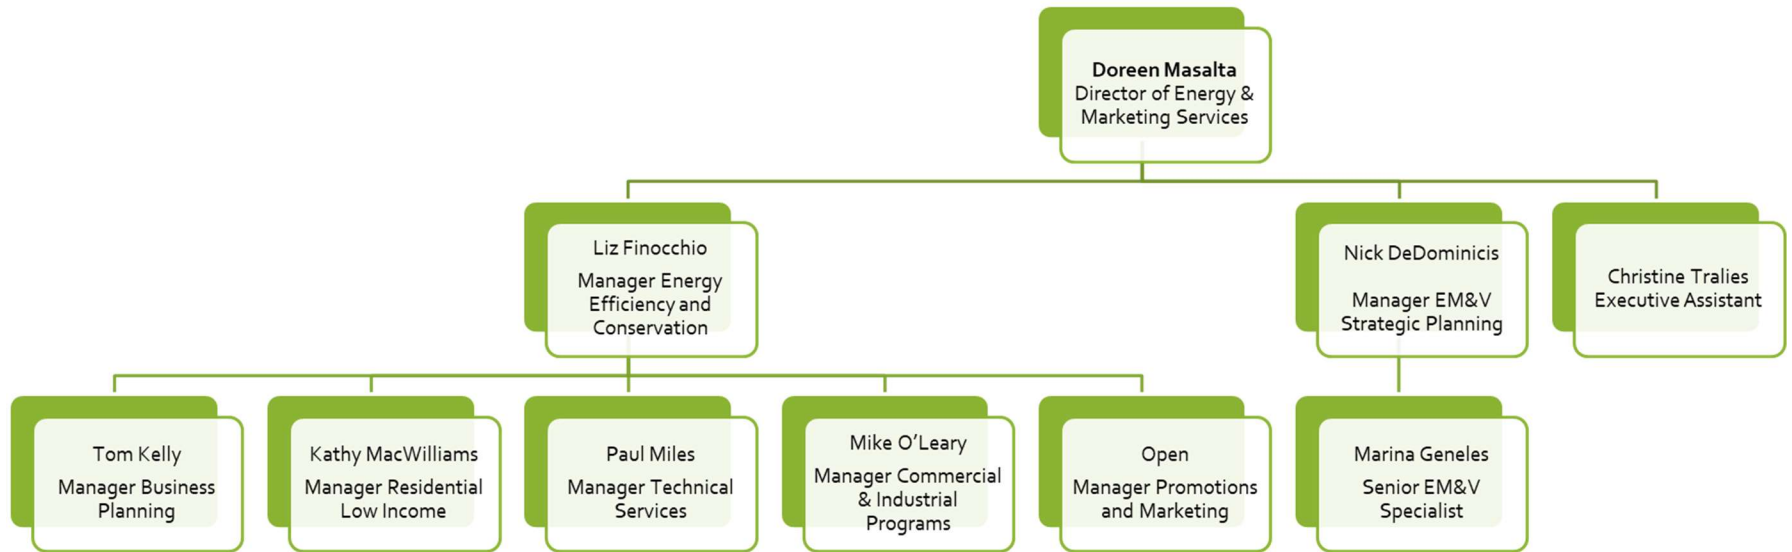 Doreen Masalta
Director of Energy &
Marketing Services
Liz Finocchio
Manager Energy
Efficiency and
Conservation
Nick DeDominicis
Manager EM&V
Strategic Planning
Christine Tralies
Executive Assistant
Tom Kelly
Manager Business
Planning
Kathy MacWilliams
Manager Residential
Low Income
Paul Miles
Manager Technical
Services
Mike O’Leary
Manager Commercial
& Industrial
Programs
Open
Manager Promotions
and Marketing
Marina Geneles
Senior EM&V
Specialist